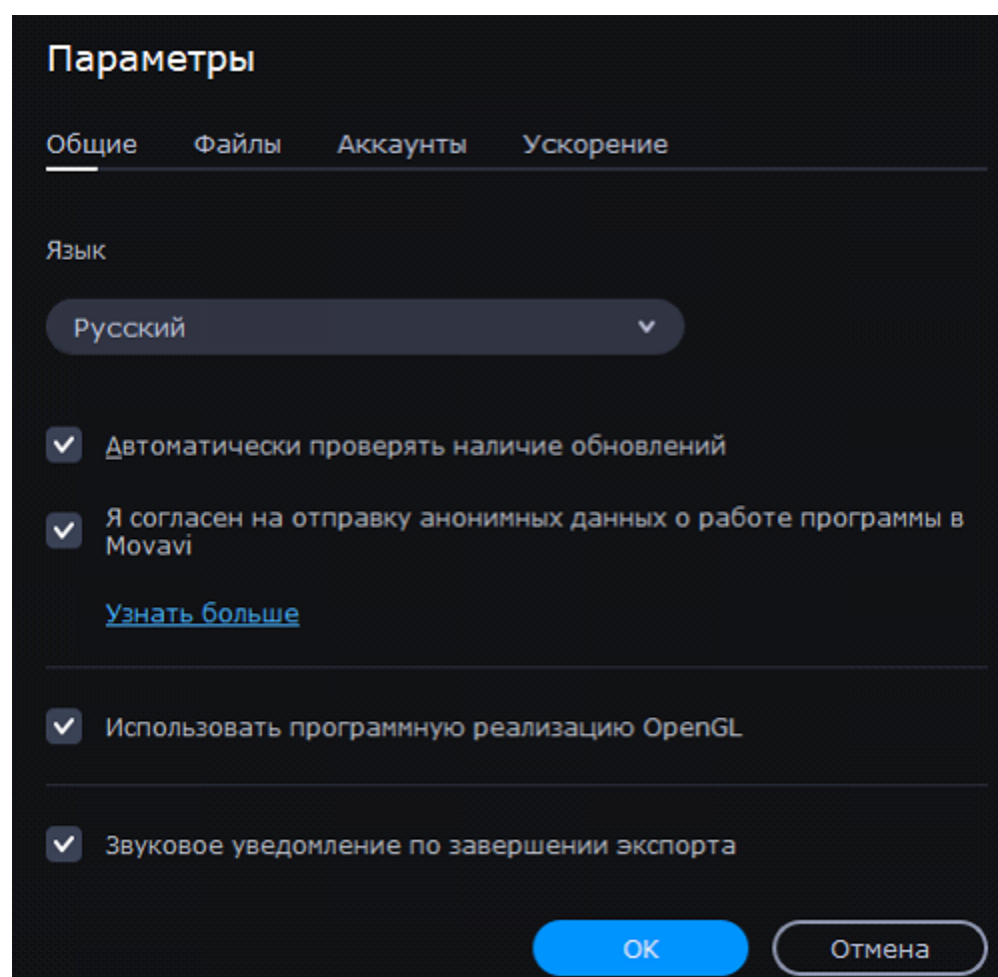 Параметры
Общие Файлы Аккаунты Ускорение
Язык
Русский
Автоматически проверять наличие обновлений
Я согласен на отправку анонимных данных о работе программы в
Movavi
Узнать больше
Использовать программную реализацию OpenGL
Звуковое уведомление по завершении экспорта
OK Отмена